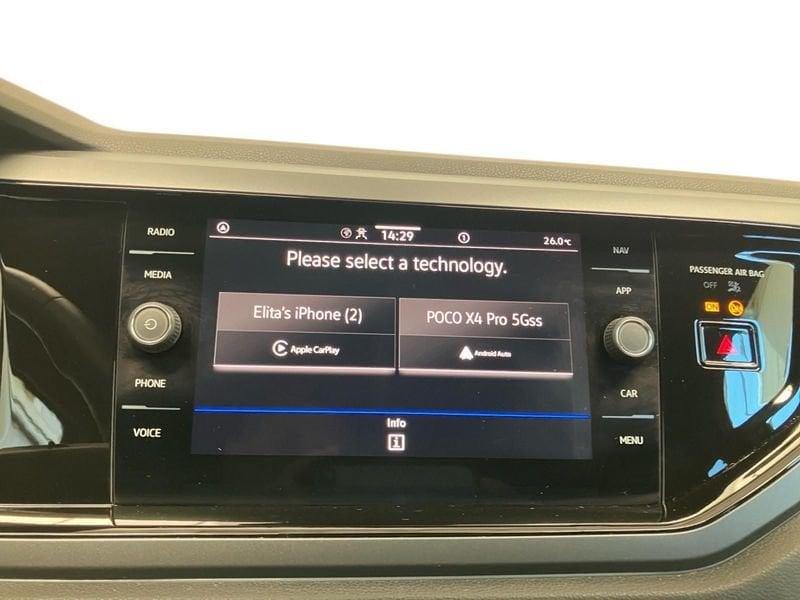 RADIO
MEDIA
PHONE
VOICE
14:29
26.0°C
Please select a technology.
Elita's iPhone (2)
Apple CarPlay
POCO X4 Pro 5Gss
Android Auto
Info
NAV
APP
CAR
MENU
PASSENGER AIR BAG
OFF
ON